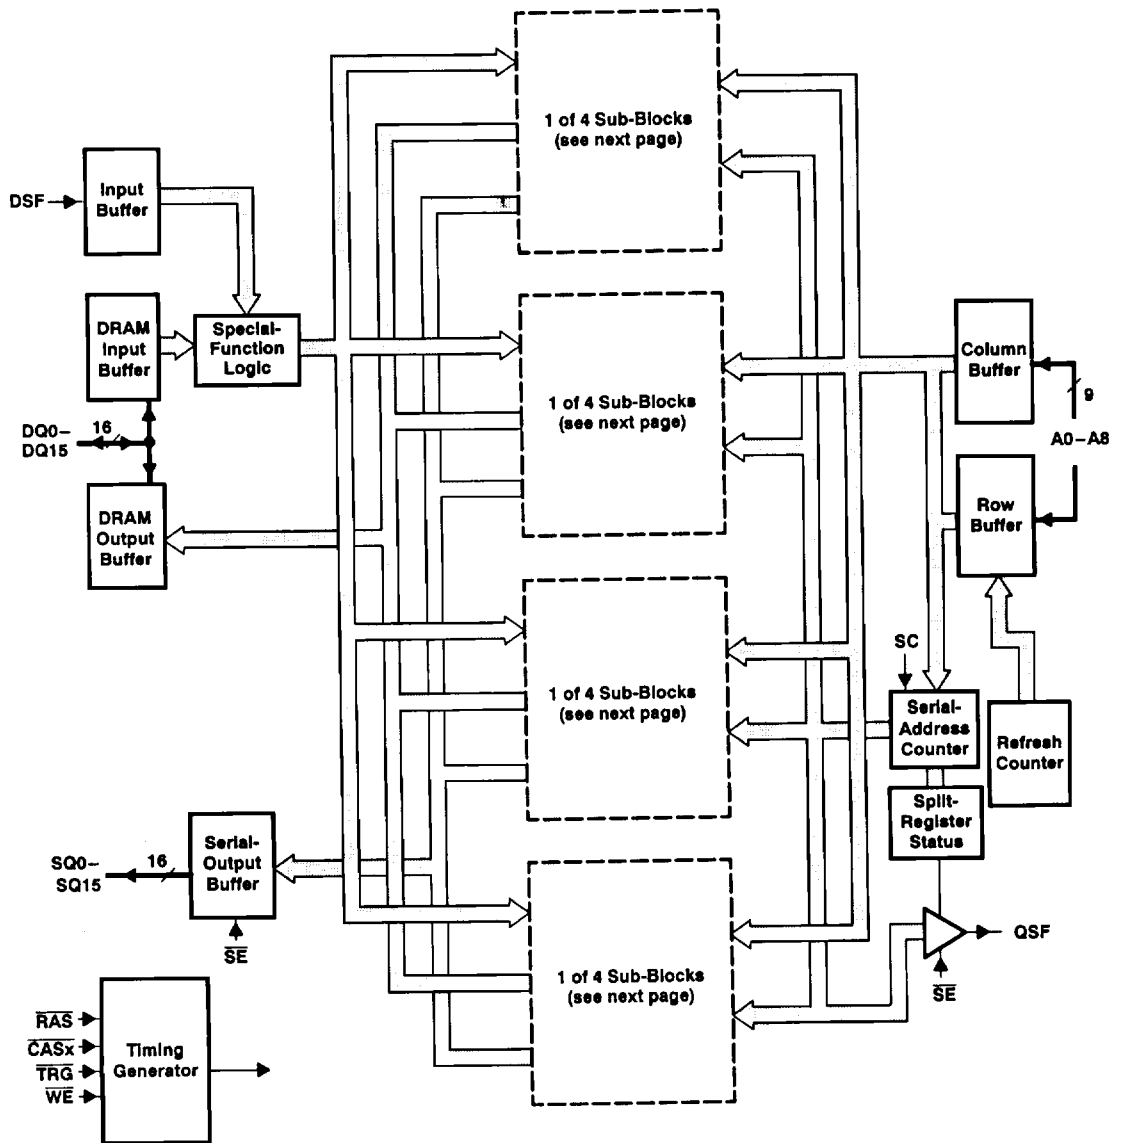 1 of 4 Sub-Blocks
(see next page)
DSF
Input
Buffer
DRAM
Input
Buffer
Special-
Function
Logic
DQ0–
DQ15
16
DRAM
Output
Buffer
1 of 4 Sub-Blocks
(see next page)
Column
Buffer
9
A0–A8
Row
Buffer
1 of 4 Sub-Blocks
(see next page)
SC
Serial-
Address
Counter
Refresh
Counter
Split-
Register
Status
SQ0–
SQ15
16
Serial-
Output
Buffer
SE
1 of 4 Sub-Blocks
(see next page)
QSF
SE
RAS
CASx
TRG
WE
Timing
Generator